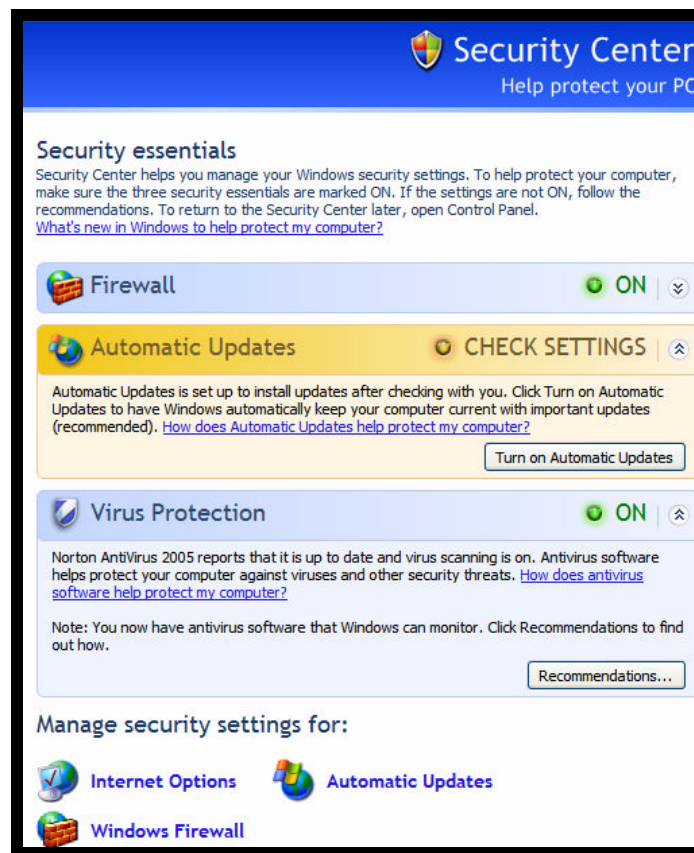 Security Center
Help protect your PC
Security essentials
Security Center helps you manage your Windows security settings. To help protect your computer,
make sure the three security essentials are marked ON. If the settings are not ON, follow the
recommendations. To return to the Security Center later, open Control Panel.
What's new in Windows to help protect my computer?
Firewall ON
Automatic Updates CHECK SETTINGS
Automatic Updates is set up to install updates after checking with you. Click Turn on Automatic
Updates to have Windows automatically keep your computer current with important updates
(recommended). How does Automatic Updates help protect my computer?
Turn on Automatic Updates
Virus Protection ON
Norton AntiVirus 2005 reports that it is up to date and virus scanning is on. Antivirus software
helps protect your computer against viruses and other security threats. How does antivirus
software help protect my computer?
Note: You now have antivirus software that Windows can monitor. Click Recommendations to find
out how.
Recommendations...
Manage security settings for:
Internet Options Automatic Updates
Windows Firewall